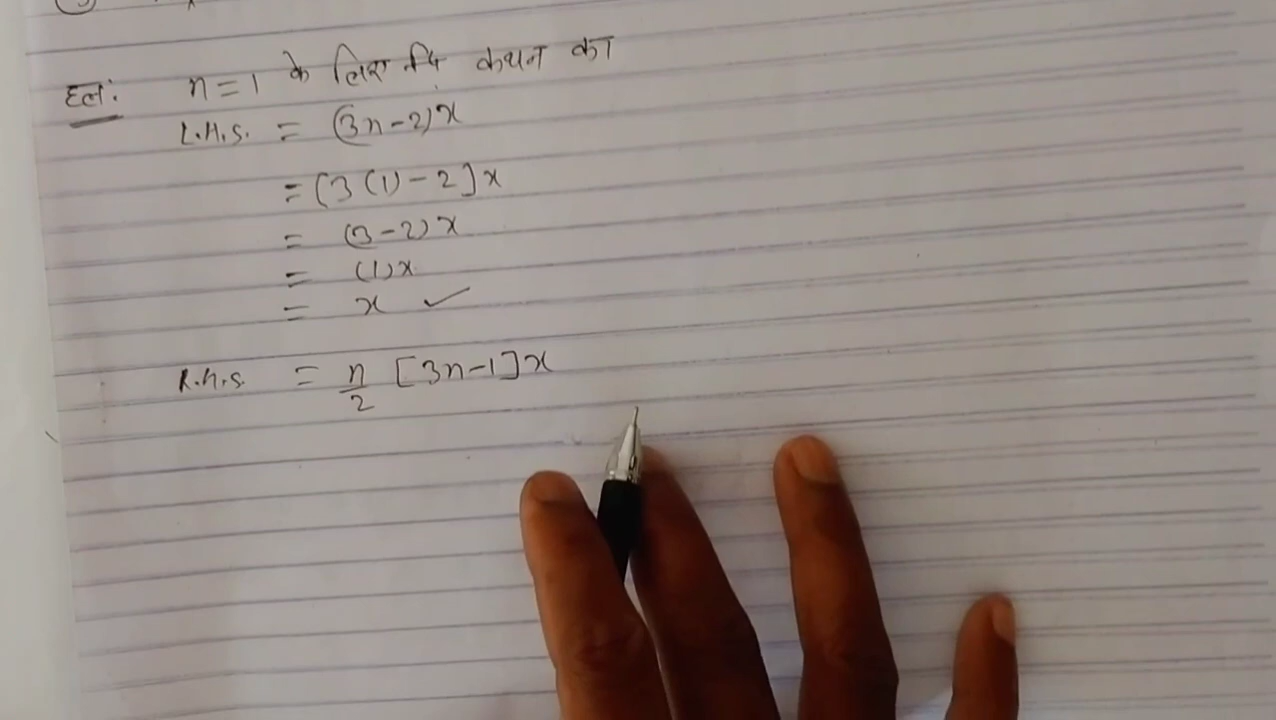 हल: n = 1 के लिए कथन का
L.H.S. = (3n-2)x
= [3(1)-2]x
= (3-2)x
= (1)x
= x ✓
R.H.S. = n/2 [3n-1]x